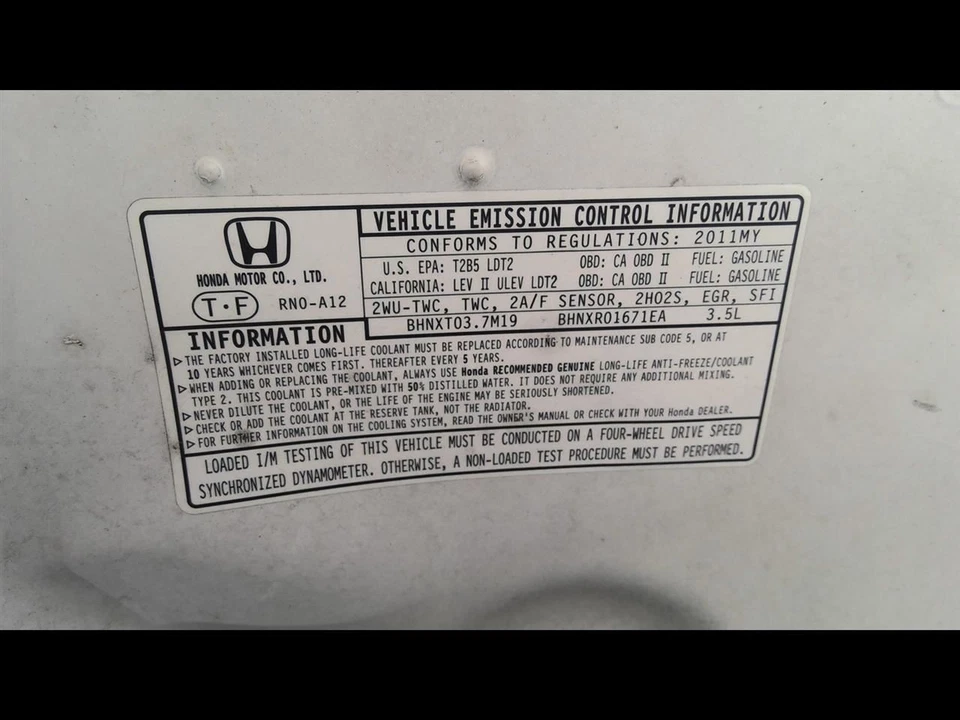 VEHICLE EMISSION CONTROL INFORMATION
HONDA MOTOR CO., LTD.
T·F RN0-A12
CONFORMS TO REGULATIONS: 2011MY
U.S. EPA: T2B5 LDT2 OBD: CA OBD II FUEL: GASOLINE
CALIFORNIA: LEV II ULEV LDT2 OBD: CA OBD II FUEL: GASOLINE
2WU-TWC, TWC, 2A/F SENSOR, 2HO2S, EGR, SFI
BHNXT03.7M19 BHNXR01671EA 3.5L
INFORMATION
▷THE FACTORY INSTALLED LONG-LIFE COOLANT MUST BE REPLACED ACCORDING TO MAINTENANCE SUB CODE 5, OR AT
10 YEARS WHICHEVER COMES FIRST. THEREAFTER EVERY 5 YEARS.
▷WHEN ADDING OR REPLACING THE COOLANT, ALWAYS USE Honda RECOMMENDED GENUINE LONG-LIFE ANTI-FREEZE/COOLANT
TYPE 2. THIS COOLANT IS PRE-MIXED WITH 50% DISTILLED WATER. IT DOES NOT REQUIRE ANY ADDITIONAL MIXING.
▷NEVER DILUTE THE COOLANT, OR THE LIFE OF THE ENGINE MAY BE SERIOUSLY SHORTENED.
▷CHECK OR ADD THE COOLANT AT THE RESERVE TANK, NOT THE RADIATOR.
▷FOR FURTHER INFORMATION ON THE COOLING SYSTEM, READ THE OWNER'S MANUAL OR CHECK WITH YOUR Honda DEALER.
LOADED I/M TESTING OF THIS VEHICLE MUST BE CONDUCTED ON A FOUR-WHEEL DRIVE SPEED
SYNCHRONIZED DYNAMOMETER. OTHERWISE, A NON-LOADED TEST PROCEDURE MUST BE PERFORMED.